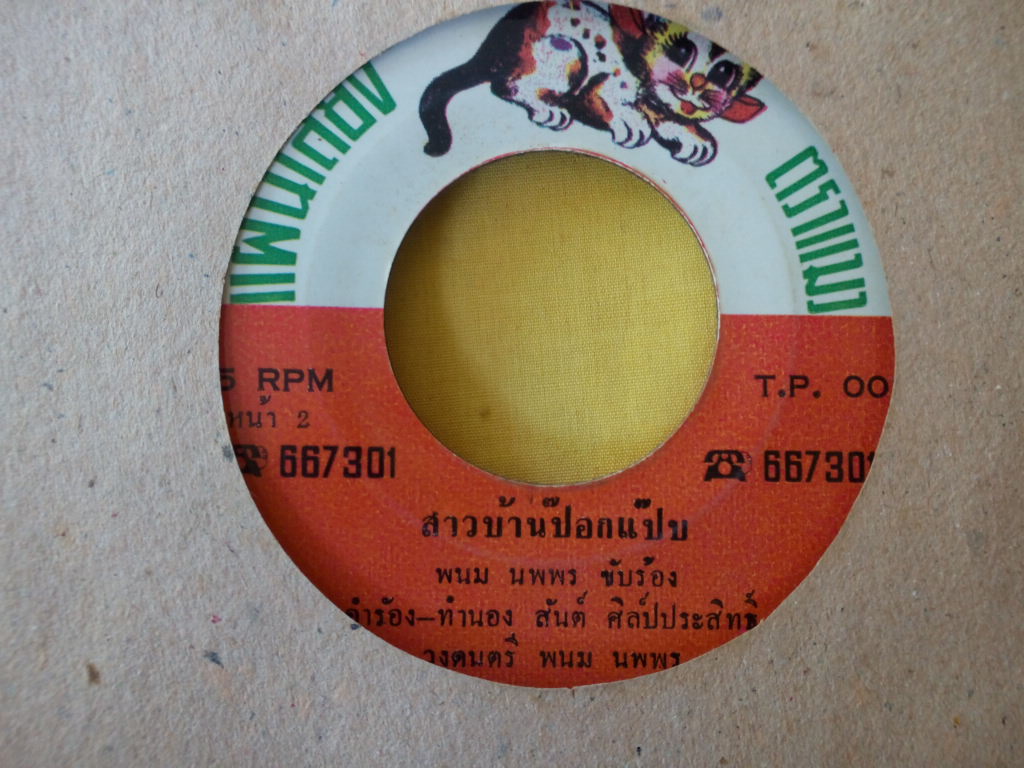 แผ่นเสียง
ตราแมว
5 RPM
T.P. 00
หน้า 2
667301
667301
สาวบ้านป๊อกแป๊บ
พนม นพพร ขับร้อง
คำร้อง–ทำนอง สันต์ ศิลป์ประสิทธิ์
วงดนตรี พนม นพพร